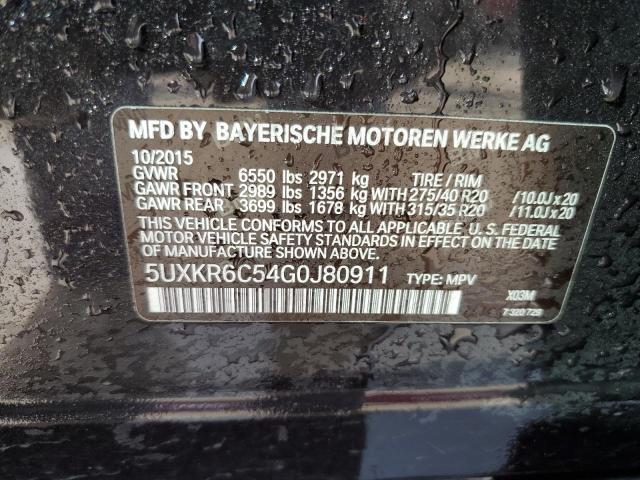 MFD BY BAYERISCHE MOTOREN WERKE AG
10/2015
GVWR 6550 lbs 2971 kg TIRE / RIM
GAWR FRONT 2989 lbs 1356 kg WITH 275/40 R20 /10.0J x 20
GAWR REAR 3699 lbs 1678 kg WITH 315/35 R20 /11.0J x 20
THIS VEHICLE CONFORMS TO ALL APPLICABLE, U. S. FEDERAL
MOTOR VEHICLE SAFETY STANDARDS IN EFFECT ON THE DATE
OF MANUFACTURE SHOWN ABOVE.
5UXKR6C54G0J80911 TYPE: MPV
X03M